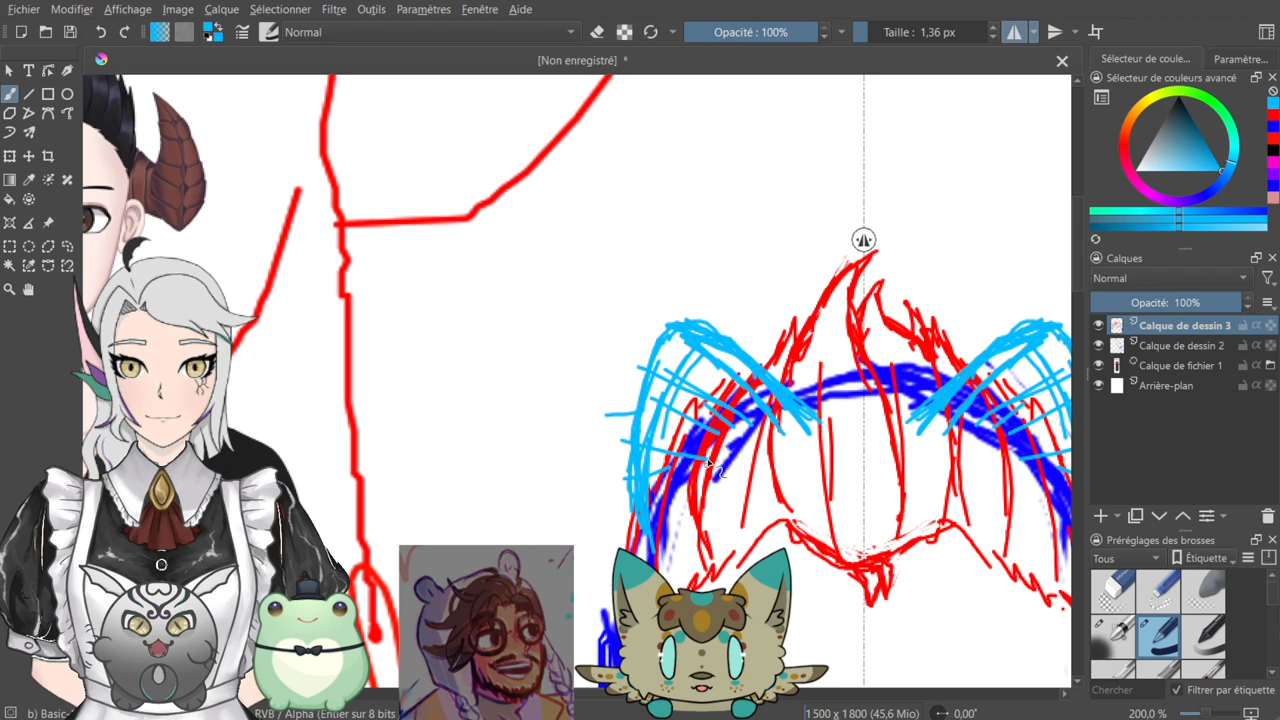 Fichier Modifier Affichage Image Calque Sélectionner Filtre Outils Paramètres Fenêtre Aide
Normal
Opacité : 100%
Taille : 1,36 px
[Non enregistré] *
Sélecteur de coule...
Paramètre...
Sélecteur de couleurs avancé
Calques
Normal
Opacité: 100%
Calque de dessin 3
Calque de dessin 2
Calque de fichier 1
Arrière-plan
Préréglages de brosses
Tous
Étiquette
Chercher
Filtrer par étiquette
b) Basic-
RVB / Alpha (Entier sur 8 bits
1 500 x 1 800 (45,6 Mio)
0,00°
200,0 %